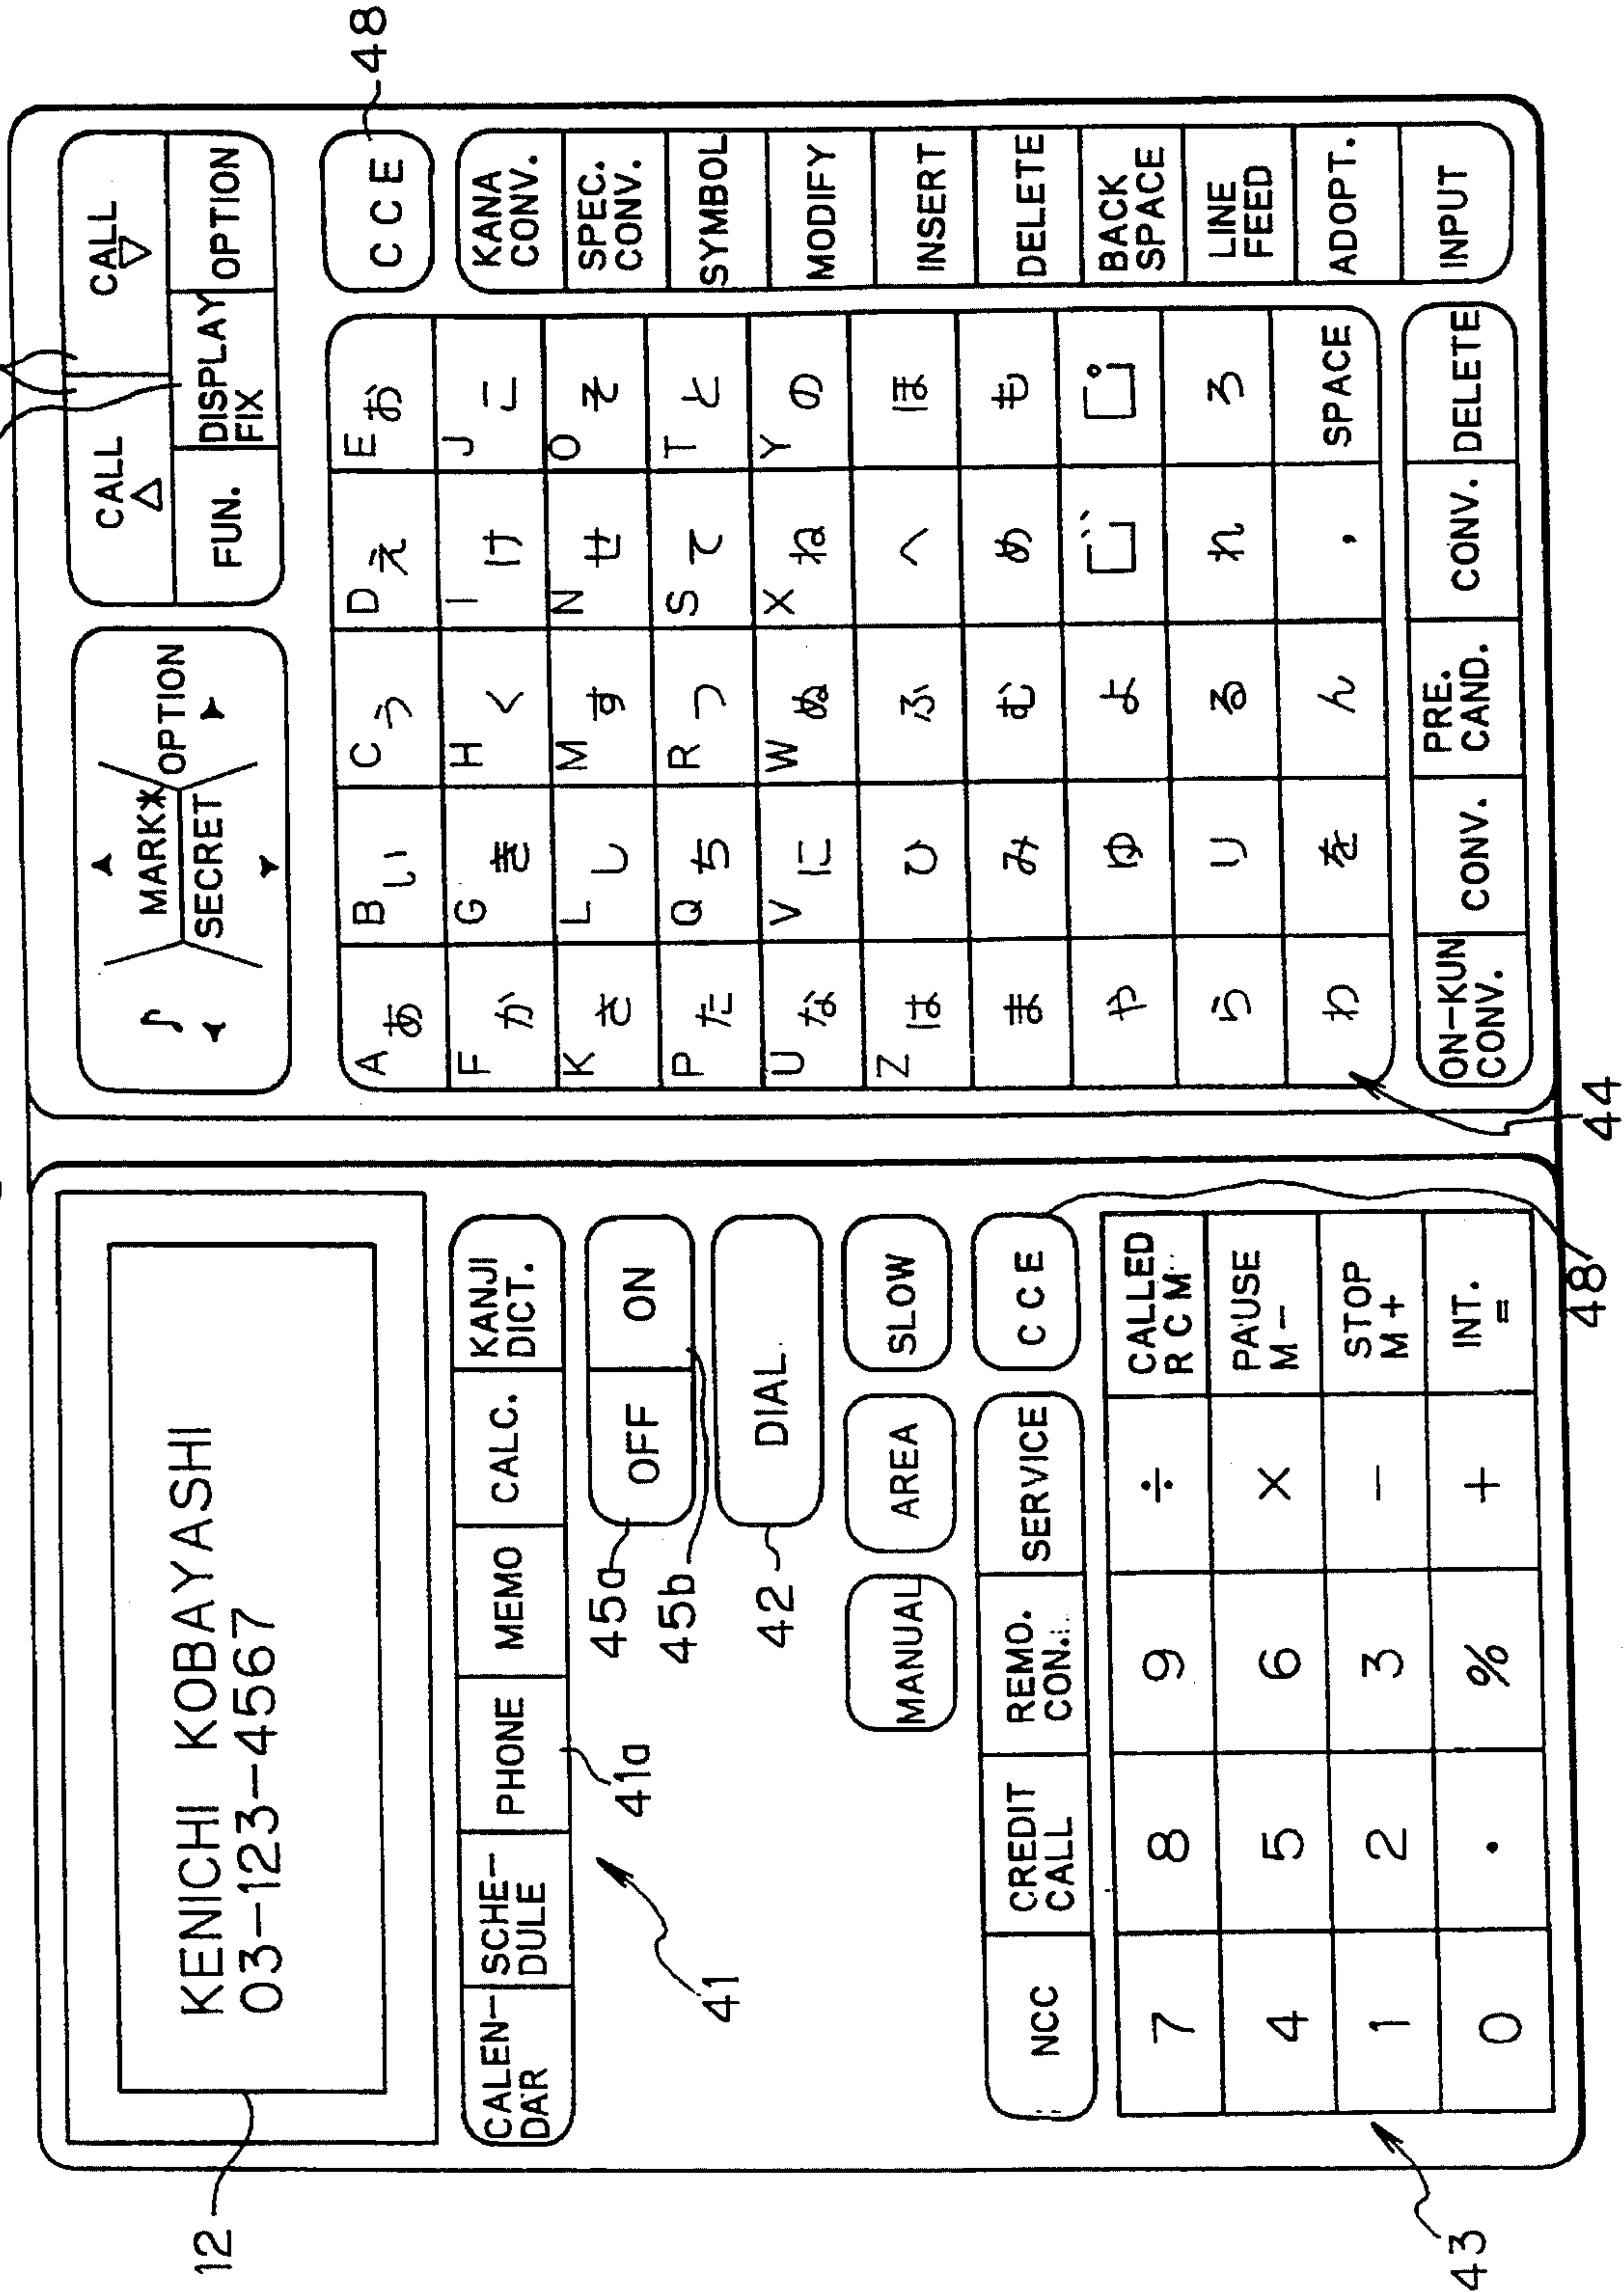 12
KENICHI KOBAYASHI
03-123-4567
CALEN-
DAR
SCHE-
DULE
PHONE
MEMO
CALC.
KANJI
DICT.
41
41a
45a
OFF
ON
45b
42
DIAL
MANUAL
AREA
SLOW
NCC
CREDIT
CALL
REMO.
CON.
SERVICE
C CE
48
7
8
9
÷
CALLED
R C M
4
5
6
×
PAUSE
M -
1
2
3
-
STOP
M +
0
.
%
+
INT.
=
43
♪
MARK*
SECRET
OPTION
CALL
△
CALL
▽
FUN.
DISPLAY
FIX
OPTION
C CE
48
A あ
B い
C う
D え
E お
F か
G き
H く
I け
J こ
K さ
L し
M す
N せ
O そ
P た
Q ち
R つ
S て
T と
U な
V に
W ぬ
X ね
Y の
Z は
ひ
ふ
へ
ほ
ま
み
む
め
も
や
ゆ
よ
゛
゜
ら
り
る
れ
ろ
わ
を
ん
,
SPACE
KANA
CONV.
SPEC.
CONV.
SYMBOL
MODIFY
INSERT
DELETE
BACK
SPACE
LINE
FEED
ADOPT.
INPUT
ON-KUN
CONV.
CONV.
PRE.
CAND.
CONV.
DELETE
44